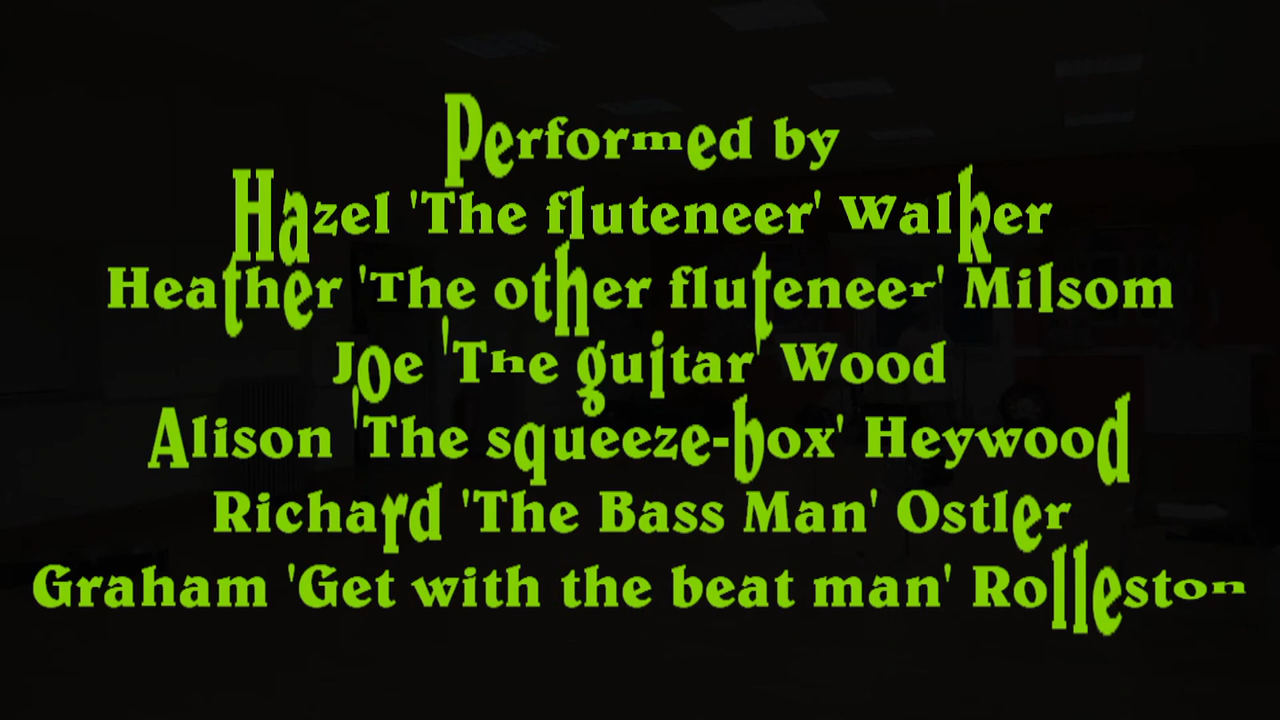 Performed by
Hazel 'The fluteneer' Walker
Heather 'The other fluteneer' Milsom
Joe 'The guitar' Wood
Alison 'The squeeze-box' Heywood
Richard 'The Bass Man' Ostler
Graham 'Get with the beat man' Rolleston